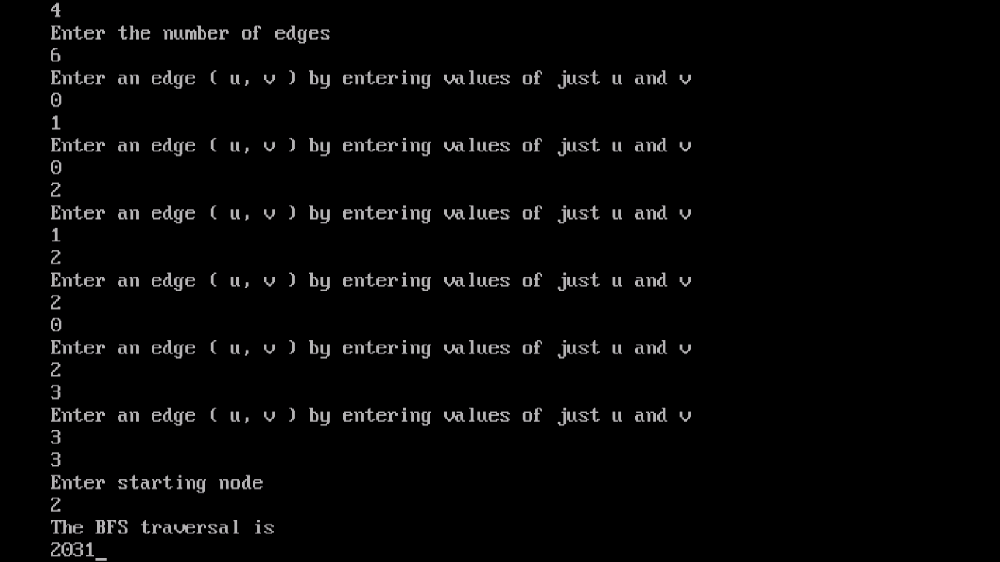 4
Enter the number of edges
6
Enter an edge ( u, v ) by entering values of just u and v
0
1
Enter an edge ( u, v ) by entering values of just u and v
0
2
Enter an edge ( u, v ) by entering values of just u and v
1
2
Enter an edge ( u, v ) by entering values of just u and v
2
0
Enter an edge ( u, v ) by entering values of just u and v
2
3
Enter an edge ( u, v ) by entering values of just u and v
3
3
Enter starting node
2
The BFS traversal is
2031_